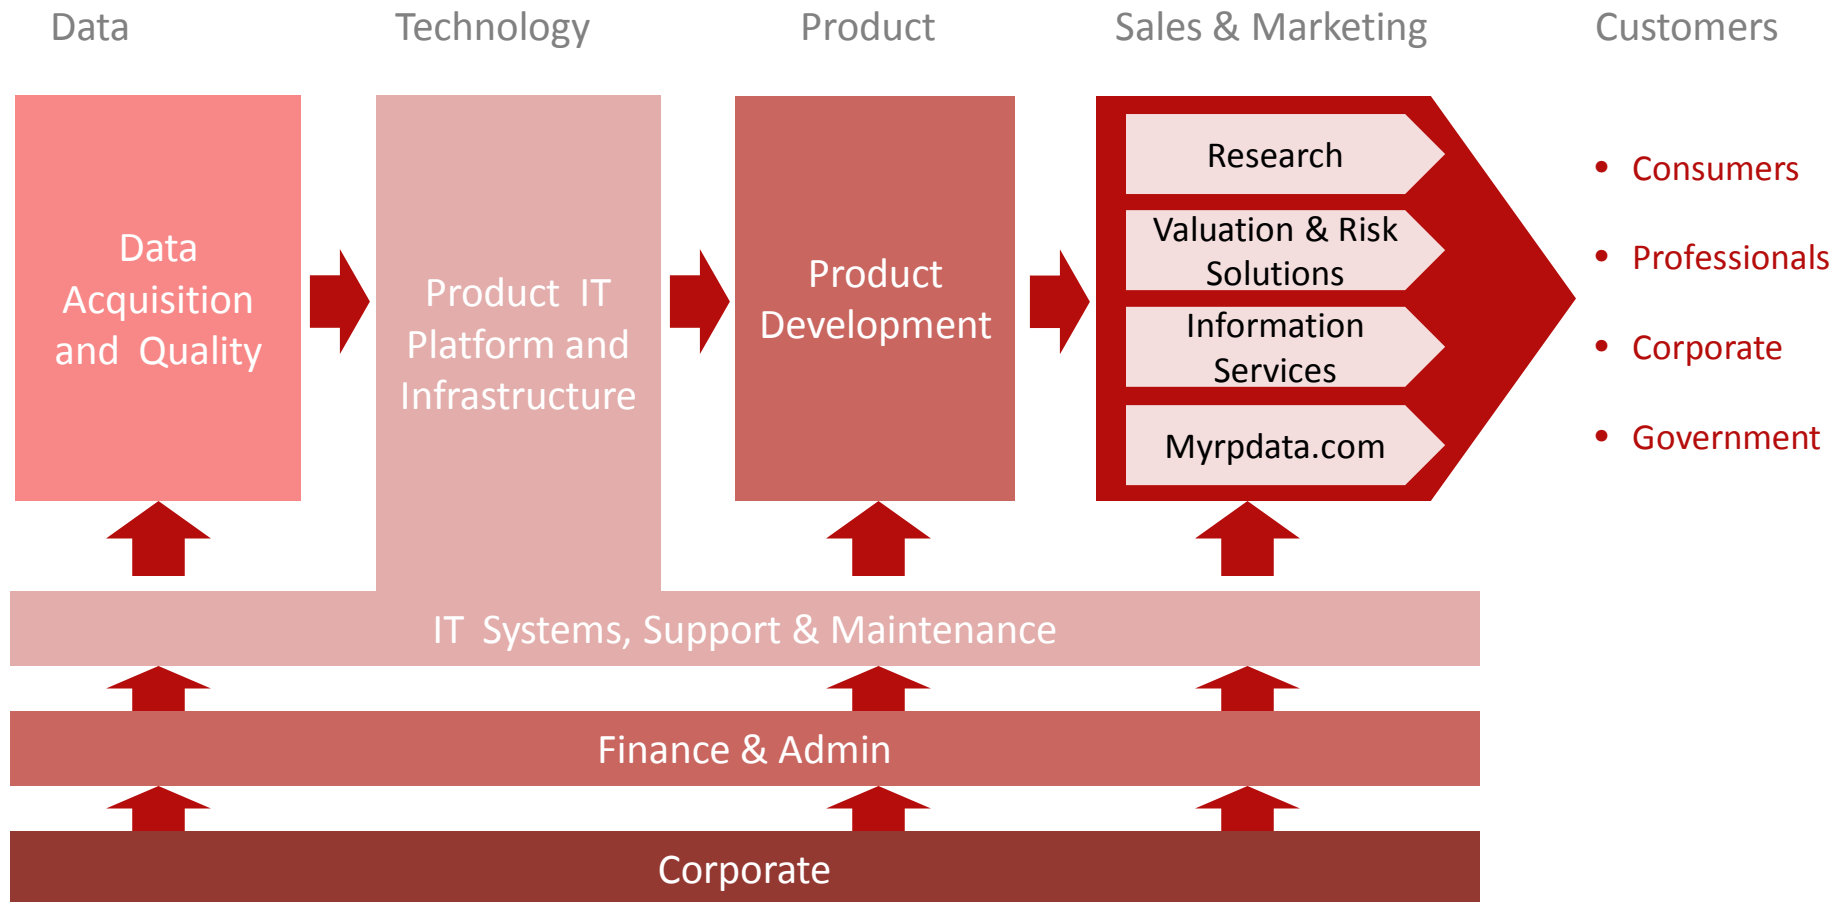 Data
Technology
Product
Sales & Marketing
Customers
Data
Acquisition
and Quality
Product IT
Platform and
Infrastructure
Product
Development
Research
Valuation & Risk
Solutions
Information
Services
Myrpdata.com
• Consumers
• Professionals
• Corporate
• Government
IT Systems, Support & Maintenance
Finance & Admin
Corporate